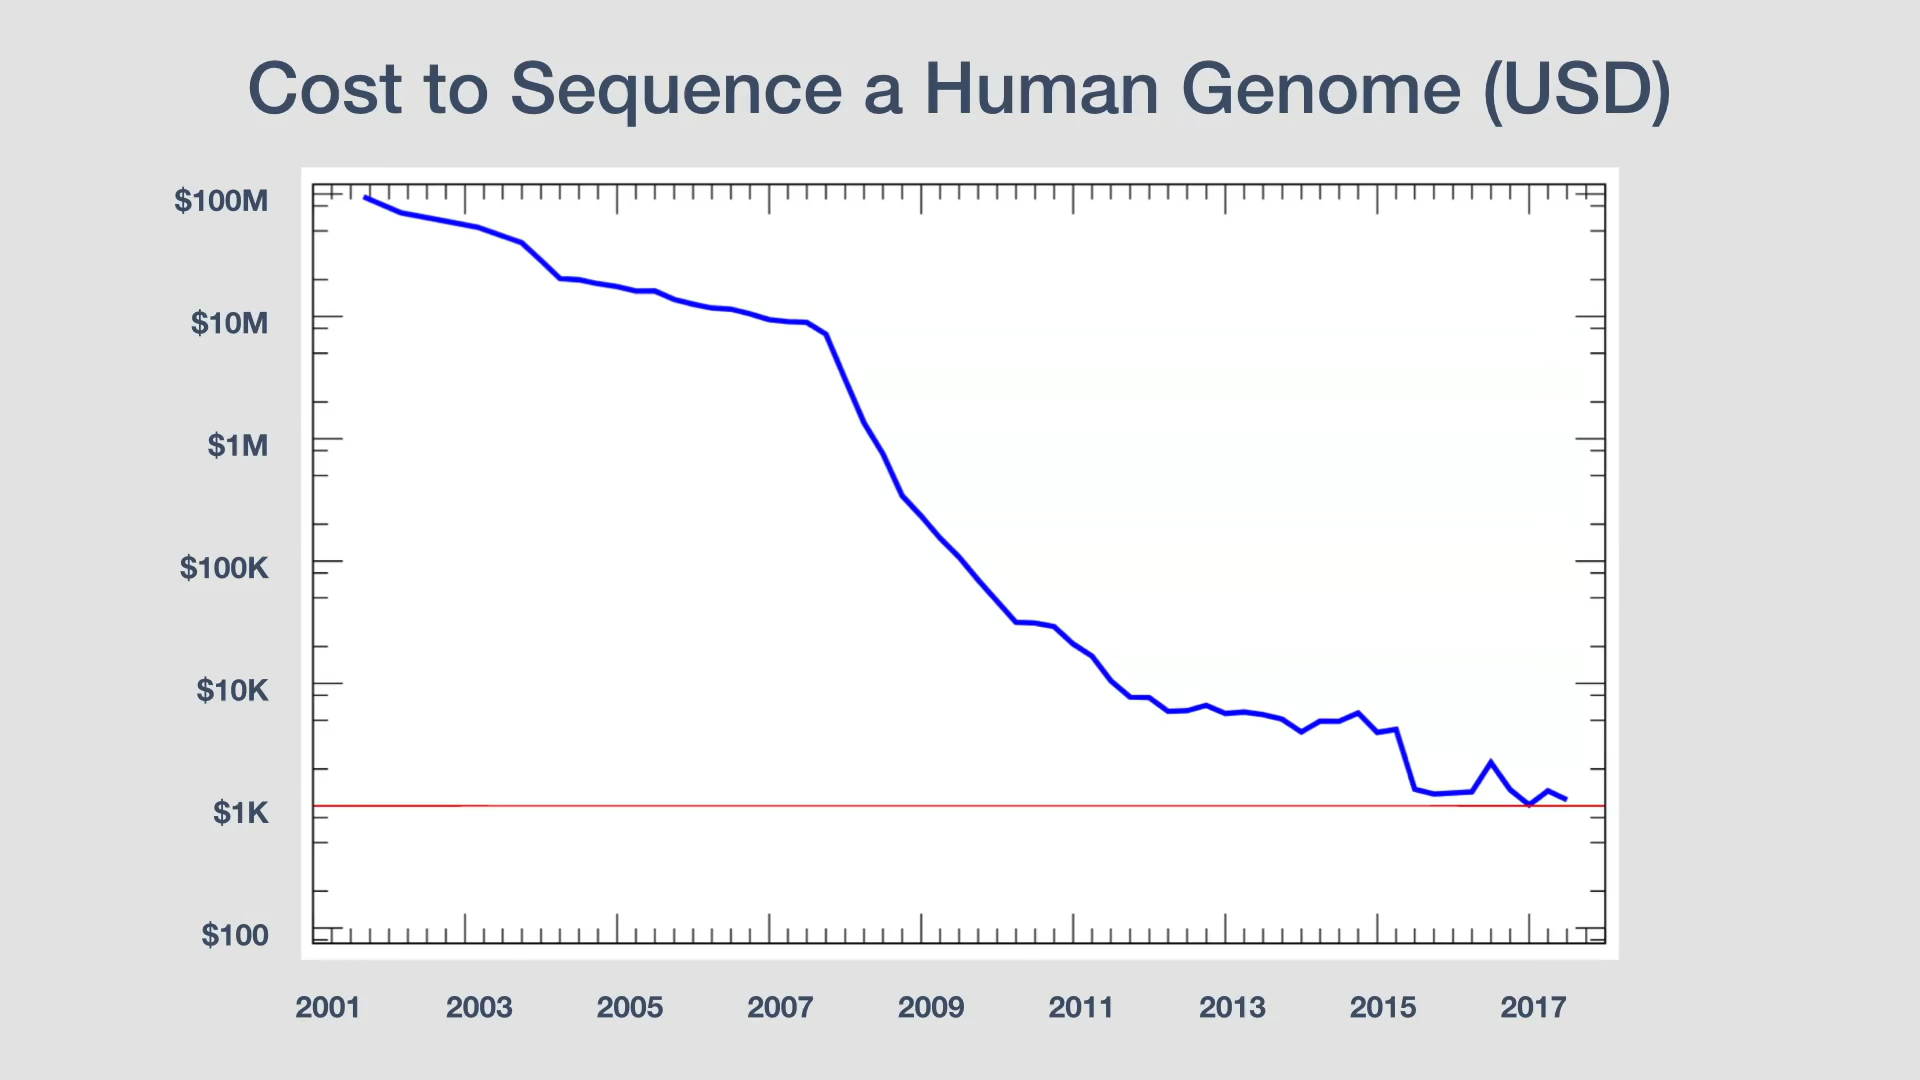 Cost to Sequence a Human Genome (USD)
$100M
$10M
$1M
$100K
$10K
$1K
$100
2001 2003 2005 2007 2009 2011 2013 2015 2017